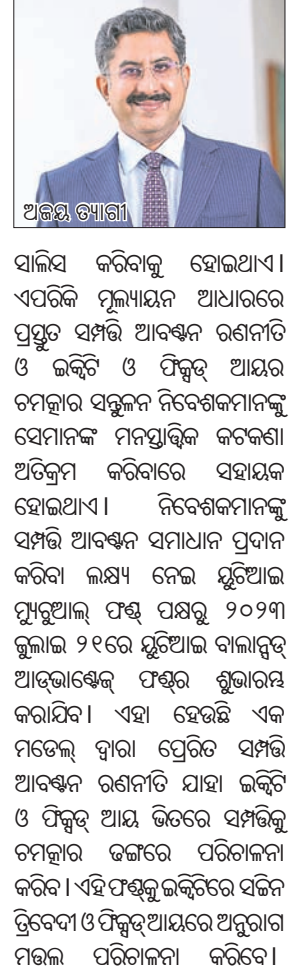 ଅଜୟ ତ୍ୟାଗୀ
ସାଲିସ କରିବାକୁ ହୋଇଥାଏ।
ଏପରିକି ମୂଲ୍ୟାୟନ ଆଧାରରେ
ପ୍ରସ୍ତୁତ ସମ୍ପତ୍ତି ଆବଣ୍ଟନ ରଣନୀତି
ଓ ଇକ୍ୱିଟି ଓ ଫିକ୍ସଡ୍ ଆୟର
ଚମତ୍କାର ସନ୍ତୁଳନ ନିବେଶକମାନଙ୍କୁ
ସେମାନଙ୍କ ମନସ୍ତାତ୍ତ୍ୱିକ କଟକଣା
ଅତିକ୍ରମ କରିବାରେ ସହାୟକ
ହୋଇଥାଏ। ନିବେଶକମାନଙ୍କୁ
ସମ୍ପତ୍ତି ଆବଣ୍ଟନ ସମାଧାନ ପ୍ରଦାନ
କରିବା ଲକ୍ଷ୍ୟ ନେଇ ୟୁଟିଆଇ
ମ୍ୟୁଚୁଆଲ୍ ଫଣ୍ଡ ପକ୍ଷରୁ ୨୦୨୩
ଜୁଲାଇ ୨୧ରେ ୟୁଟିଆଇ ବାଲାନ୍ସଡ୍
ଆଡ୍‌ଭାଣ୍ଟେଜ୍ ଫଣ୍ଡର ଶୁଭାରମ୍ଭ
କରାଯିବ। ଏହା ହେଉଛି ଏକ
ମଡେଲ୍ ଦ୍ୱାରା ପ୍ରେରିତ ସମ୍ପତ୍ତି
ଆବଣ୍ଟନ ରଣନୀତି ଯାହା ଇକ୍ୱିଟି
ଓ ଫିକ୍ସଡ୍ ଆୟ ଭିତରେ ସମ୍ପତ୍ତିକୁ
ଚମତ୍କାର ଢଙ୍ଗରେ ପରିଚାଳନା
କରିବ। ଏହି ଫଣ୍ଡକୁ ଇକ୍ୱିଟିରେ ସଚ୍ଚିନ
ତ୍ରିବେଦୀ ଓ ଫିକ୍ସଡ୍ ଆୟରେ ଅନୁରାଗ
ମିତ୍ତଲ ପରିଚାଳନା କରିବେ।